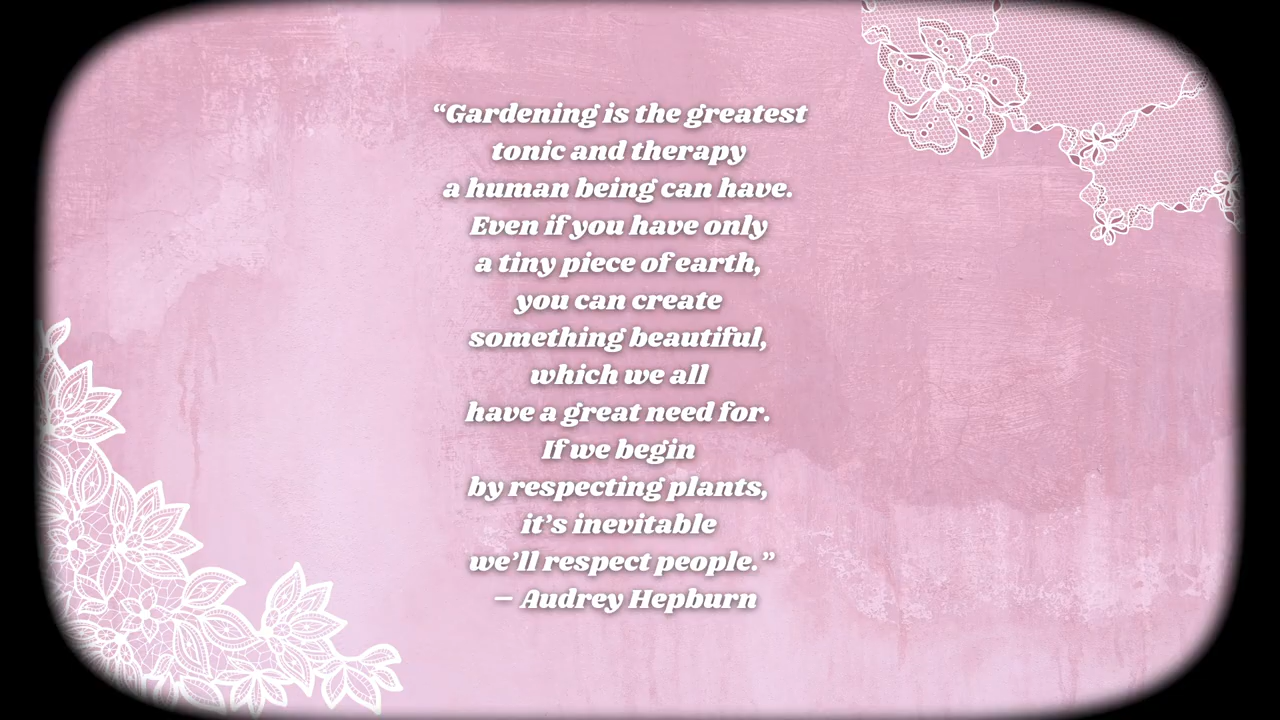 “Gardening is the greatest
tonic and therapy
a human being can have.
Even if you have only
a tiny piece of earth,
you can create
something beautiful,
which we all
have a great need for.
If we begin
by respecting plants,
it’s inevitable
we’ll respect people.”
– Audrey Hepburn